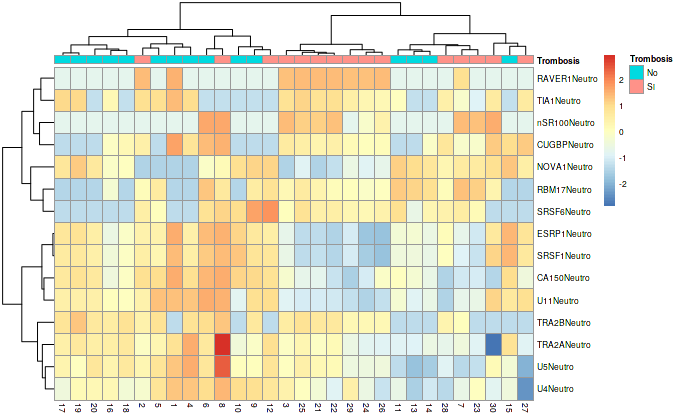 Trombosis
RAVER1Neutro
TIA1Neutro
nSR100Neutro
CUGBPNeutro
NOVA1Neutro
RBM17Neutro
SRSF6Neutro
ESRP1Neutro
SRSF1Neutro
CA150Neutro
U11Neutro
TRA2BNeutro
TRA2ANeutro
U5Neutro
U4Neutro
17 19 20 16 18 2 5 1 4 6 8 10 9 12 3 25 21 22 29 24 26 11 13 14 28 7 23 30 15 27
2
1
0
-1
-2
Trombosis
No
Si